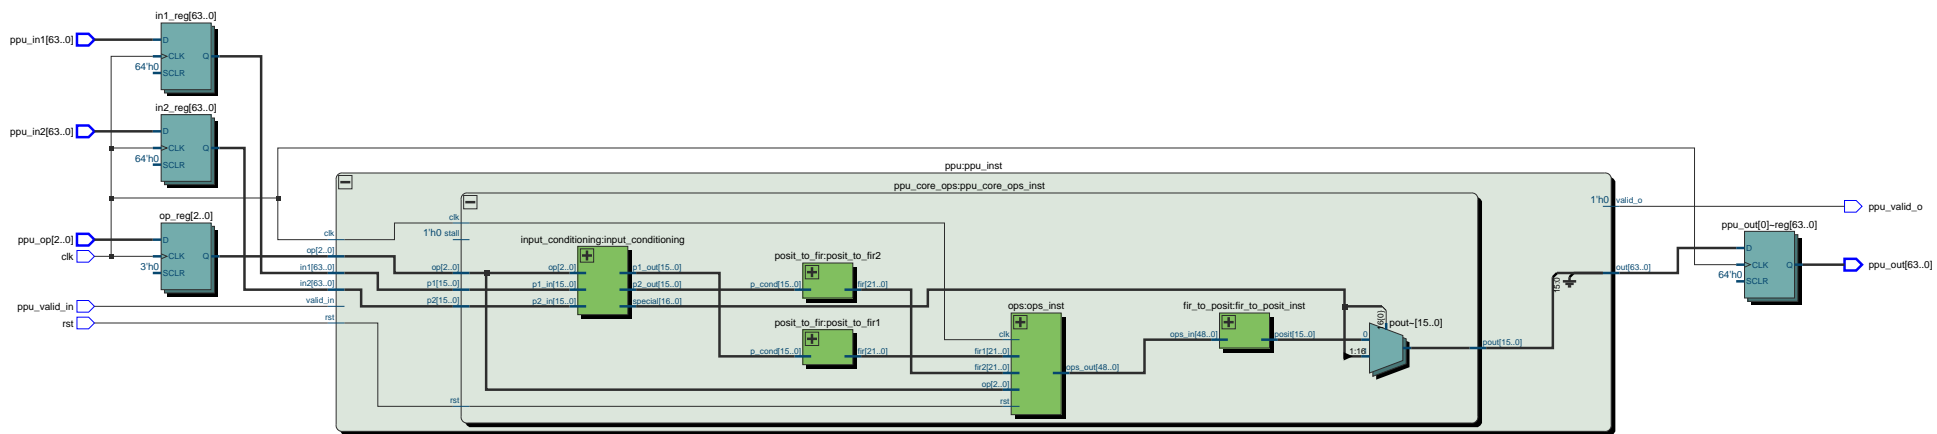 in1_reg[63..0]
ppu_in1[63..0]
D
CLK
Q
64'h0
SCLR
in2_reg[63..0]
ppu_in2[63..0]
D
CLK
Q
64'h0
SCLR
op_reg[2..0]
ppu_op[2..0]
D
clk
CLK
Q
3'h0
SCLR
ppu_valid_in
rst
ppu:ppu_inst
clk
op[2..0]
in1[63..0]
in2[63..0]
valid_in
rst
ppu_core_ops:ppu_core_ops_inst
clk
1'h0 stall
op[2..0]
p1[15..0]
p2[15..0]
rst
input_conditioning:input_conditioning
op[2..0]
p1_in[15..0]
p2_in[15..0]
p1_out[15..0]
p2_out[15..0]
special[16..0]
posit_to_fir:posit_to_fir2
p_cond[15..0]
fir[21..0]
posit_to_fir:posit_to_fir1
p_cond[15..0]
fir[21..0]
ops:ops_inst
clk
fir1[21..0]
fir2[21..0]
op[2..0]
rst
ops_out[48..0]
fir_to_posit:fir_to_posit_inst
ops_in[48..0]
posit[15..0]
pout~[15..0]
0
1:16
pout[15..0]
15:0
1'h0
valid_o
out[63..0]
ppu_valid_o
ppu_out[0]~reg[63..0]
D
CLK
Q
64'h0
SCLR
ppu_out[63..0]